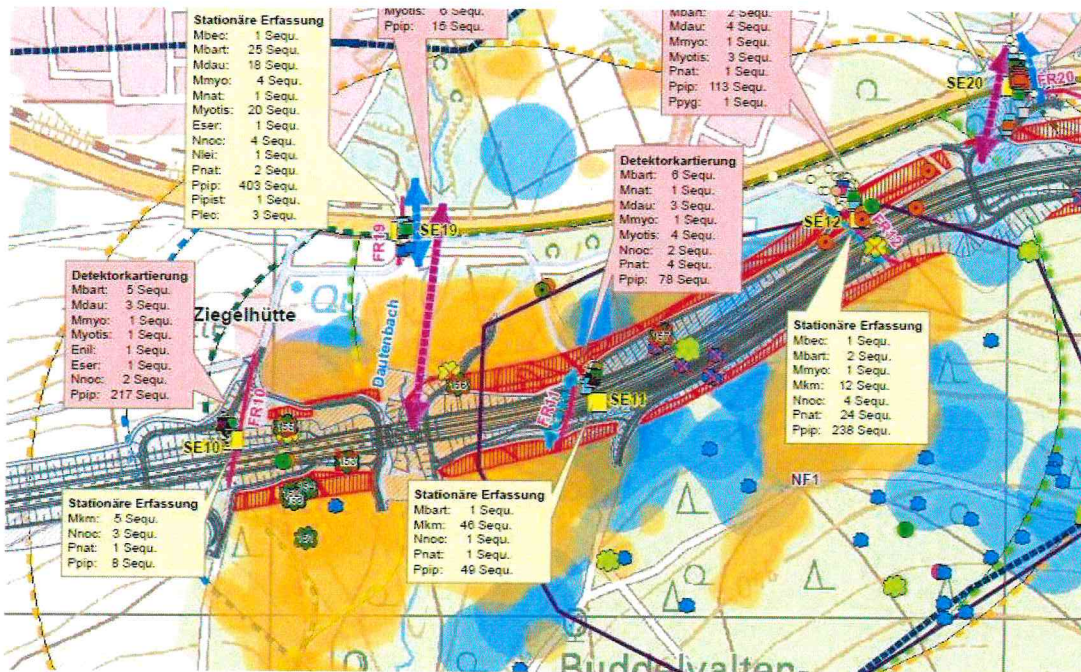 Stationäre Erfassung
Mbec: 1 Sequ.
Mbart: 25 Sequ.
Mdau: 18 Sequ.
Mmyo: 4 Sequ.
Mnat: 1 Sequ.
Myotis: 20 Sequ.
Eser: 1 Sequ.
Nnoc: 4 Sequ.
Nlei: 1 Sequ.
Pnat: 2 Sequ.
Ppip: 403 Sequ.
Pipist: 1 Sequ.
Plec: 3 Sequ.
Myotis: 6 Sequ.
Ppip: 15 Sequ.
Mbart: 2 Sequ.
Mdau: 4 Sequ.
Mmyo: 1 Sequ.
Myotis: 3 Sequ.
Pnat: 1 Sequ.
Ppip: 113 Sequ.
Ppyg: 1 Sequ.
SE20
FR20
Detektorkartierung
Mbart: 6 Sequ.
Mnat: 1 Sequ.
Mdau: 3 Sequ.
Mmyo: 1 Sequ.
Myotis: 4 Sequ.
Nnoc: 2 Sequ.
Pnat: 4 Sequ.
Ppip: 78 Sequ.
FR19
SE19
SE12
FR12
Detektorkartierung
Mbart: 5 Sequ.
Mdau: 3 Sequ.
Mmyo: 1 Sequ.
Myotis: 1 Sequ.
Enil: 1 Sequ.
Eser: 1 Sequ.
Nnoc: 2 Sequ.
Ppip: 217 Sequ.
Ziegelhütte
Qu
Dautenbach
Stationäre Erfassung
Mbec: 1 Sequ.
Mbart: 2 Sequ.
Mmyo: 1 Sequ.
Mkm: 12 Sequ.
Nnoc: 4 Sequ.
Pnat: 24 Sequ.
Ppip: 238 Sequ.
FR10
SE10
156
153
FR11
SE11
NF1
Stationäre Erfassung
Mkm: 5 Sequ.
Nnoc: 3 Sequ.
Pnat: 1 Sequ.
Ppip: 8 Sequ.
Stationäre Erfassung
Mbart: 1 Sequ.
Mkm: 46 Sequ.
Nnoc: 1 Sequ.
Pnat: 1 Sequ.
Ppip: 49 Sequ.